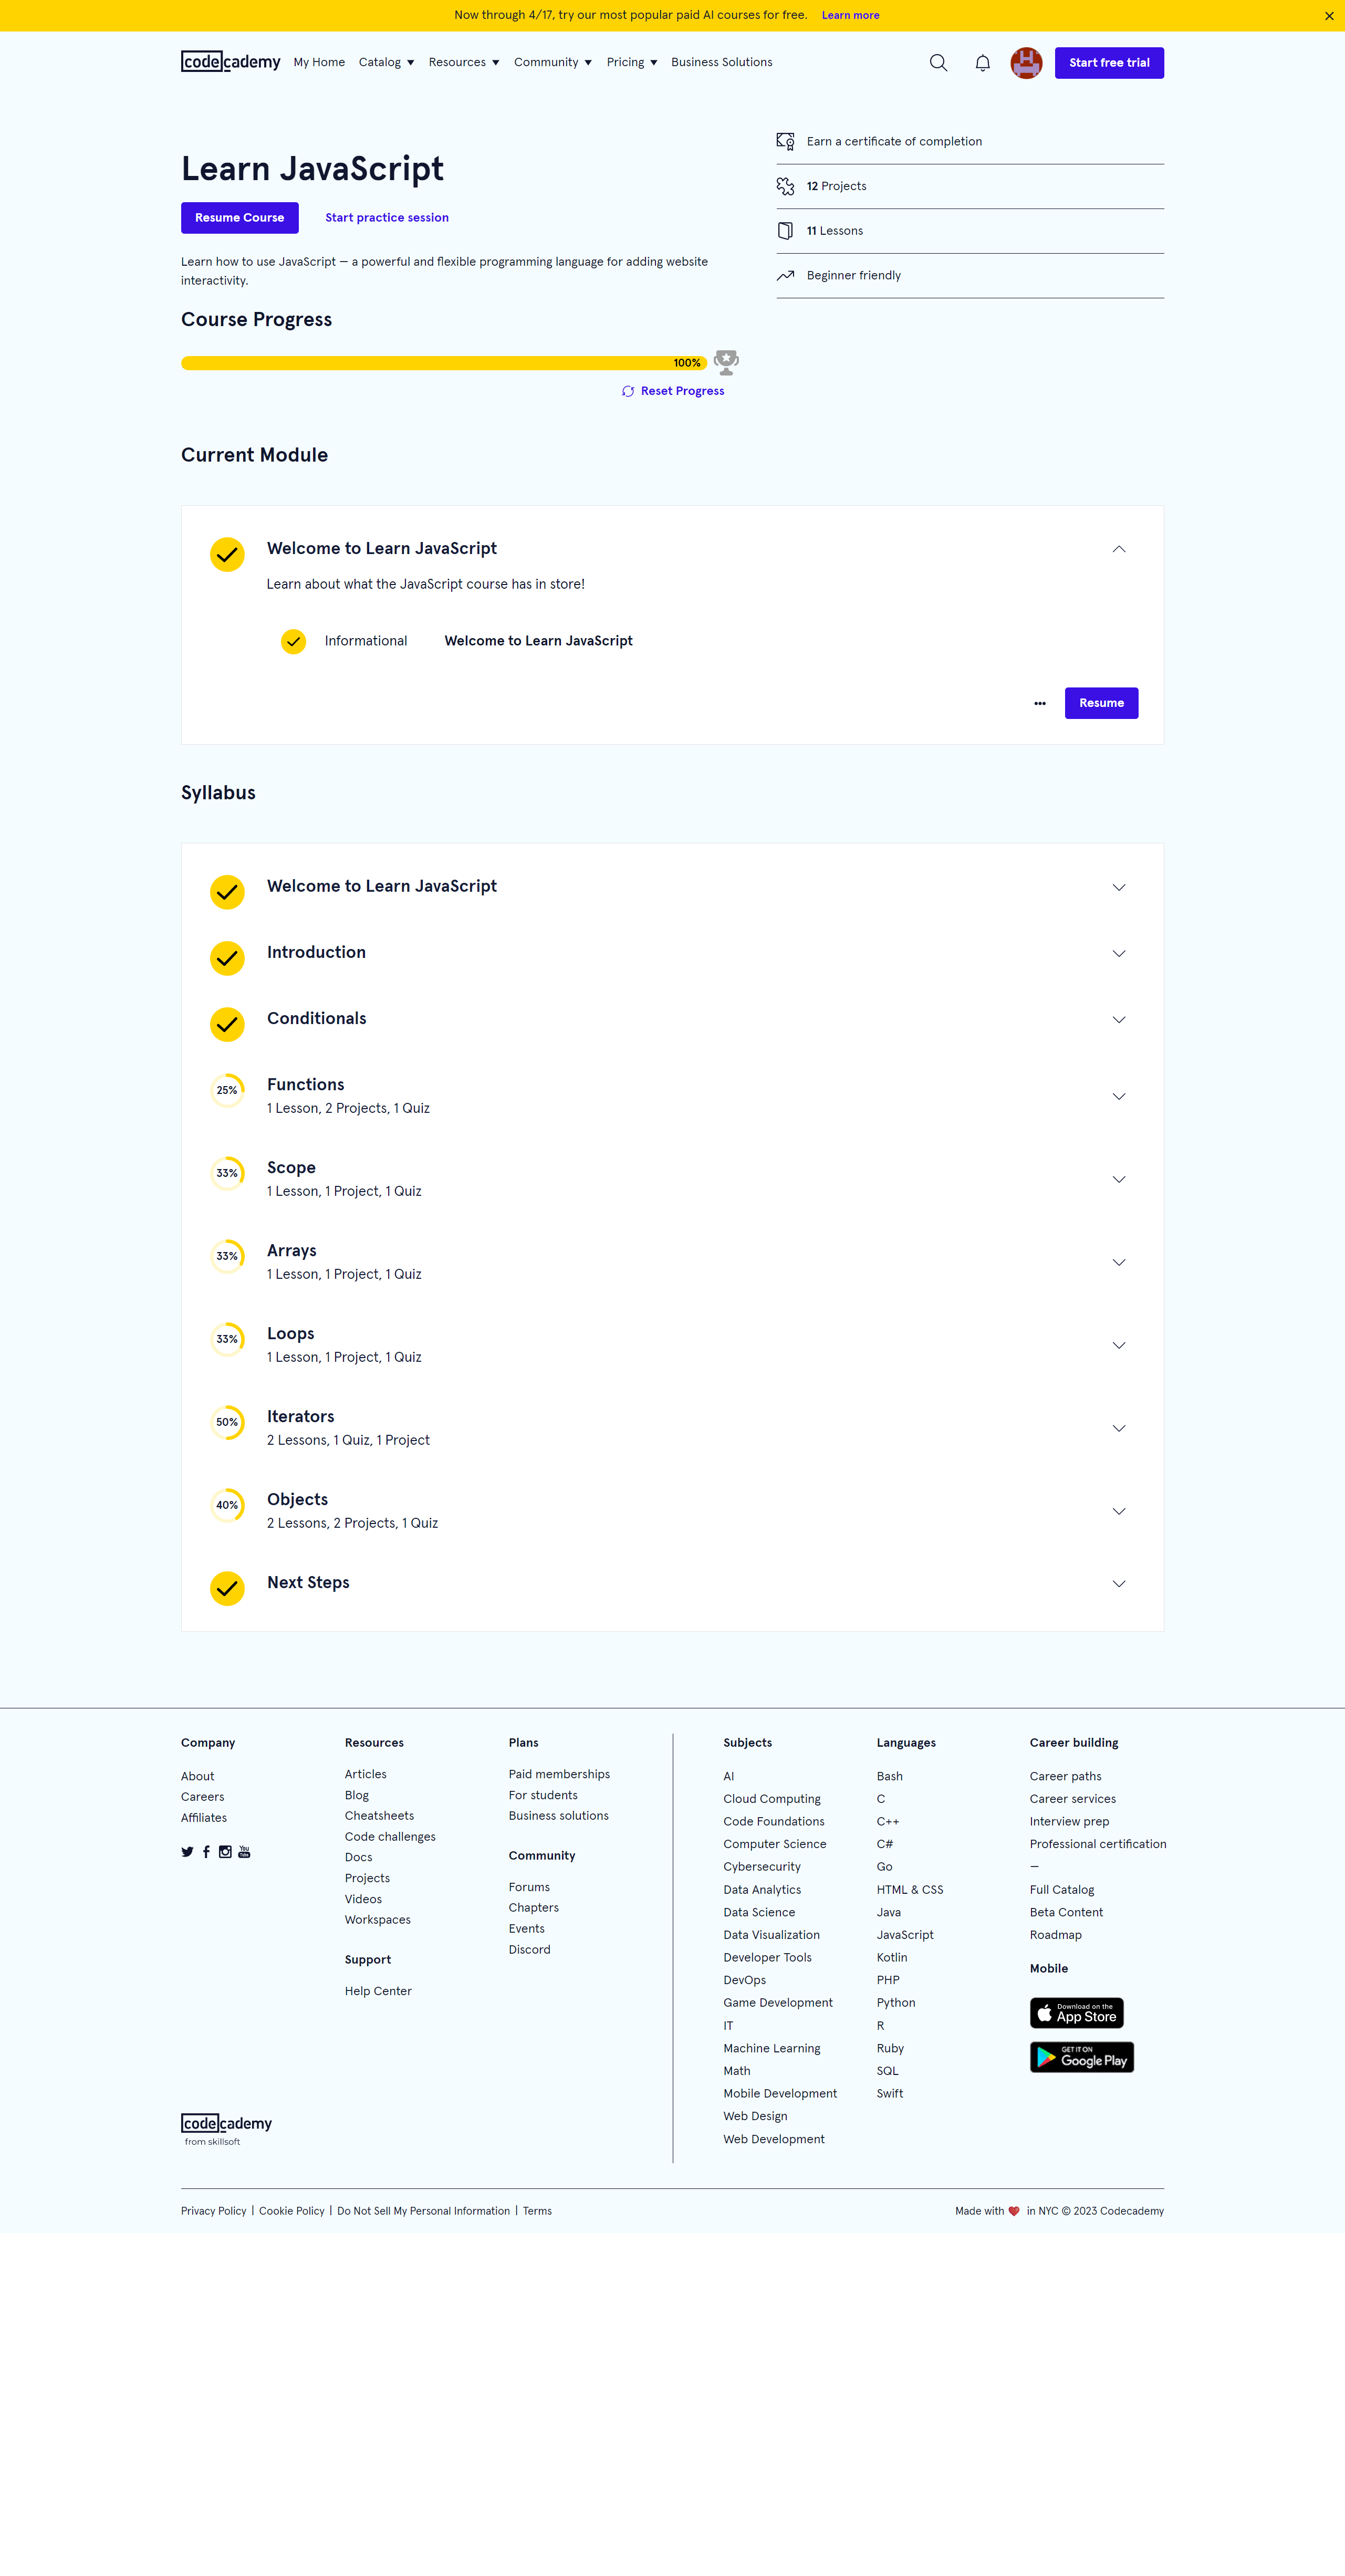 Now through 4/17, try our most popular paid AI courses for free. Learn more
codecademy My Home Catalog Resources Community Pricing Business Solutions Start free trial
Learn JavaScript
Resume Course Start practice session
Learn how to use JavaScript — a powerful and flexible programming language for adding website
interactivity.
Earn a certificate of completion
12 Projects
11 Lessons
Beginner friendly
Course Progress
100%
Reset Progress
Current Module
Welcome to Learn JavaScript
Learn about what the JavaScript course has in store!
Informational Welcome to Learn JavaScript
Resume
Syllabus
Welcome to Learn JavaScript
Introduction
Conditionals
25% Functions
1 Lesson, 2 Projects, 1 Quiz
33% Scope
1 Lesson, 1 Project, 1 Quiz
33% Arrays
1 Lesson, 1 Project, 1 Quiz
33% Loops
1 Lesson, 1 Project, 1 Quiz
50% Iterators
2 Lessons, 1 Quiz, 1 Project
40% Objects
2 Lessons, 2 Projects, 1 Quiz
Next Steps
Company
About
Careers
Affiliates
You Tube
Resources
Articles
Blog
Cheatsheets
Code challenges
Docs
Projects
Videos
Workspaces
Support
Help Center
Plans
Paid memberships
For students
Business solutions
Community
Forums
Chapters
Events
Discord
Subjects
AI
Cloud Computing
Code Foundations
Computer Science
Cybersecurity
Data Analytics
Data Science
Data Visualization
Developer Tools
DevOps
Game Development
IT
Machine Learning
Math
Mobile Development
Web Design
Web Development
Languages
Bash
C
C++
C#
Go
HTML & CSS
Java
JavaScript
Kotlin
PHP
Python
R
Ruby
SQL
Swift
Career building
Career paths
Career services
Interview prep
Professional certification
—
Full Catalog
Beta Content
Roadmap
Mobile
Download on the
App Store
GET IT ON
Google Play
codecademy
from skillsoft
Privacy Policy | Cookie Policy | Do Not Sell My Personal Information | Terms
Made with ❤️ in NYC © 2023 Codecademy